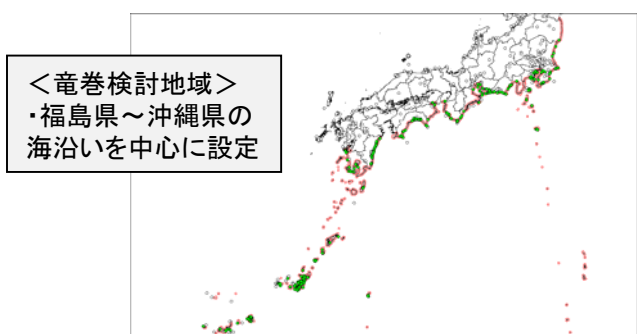 ＜竜巻検討地域＞
・福島県～沖縄県の
海沿いを中心に設定